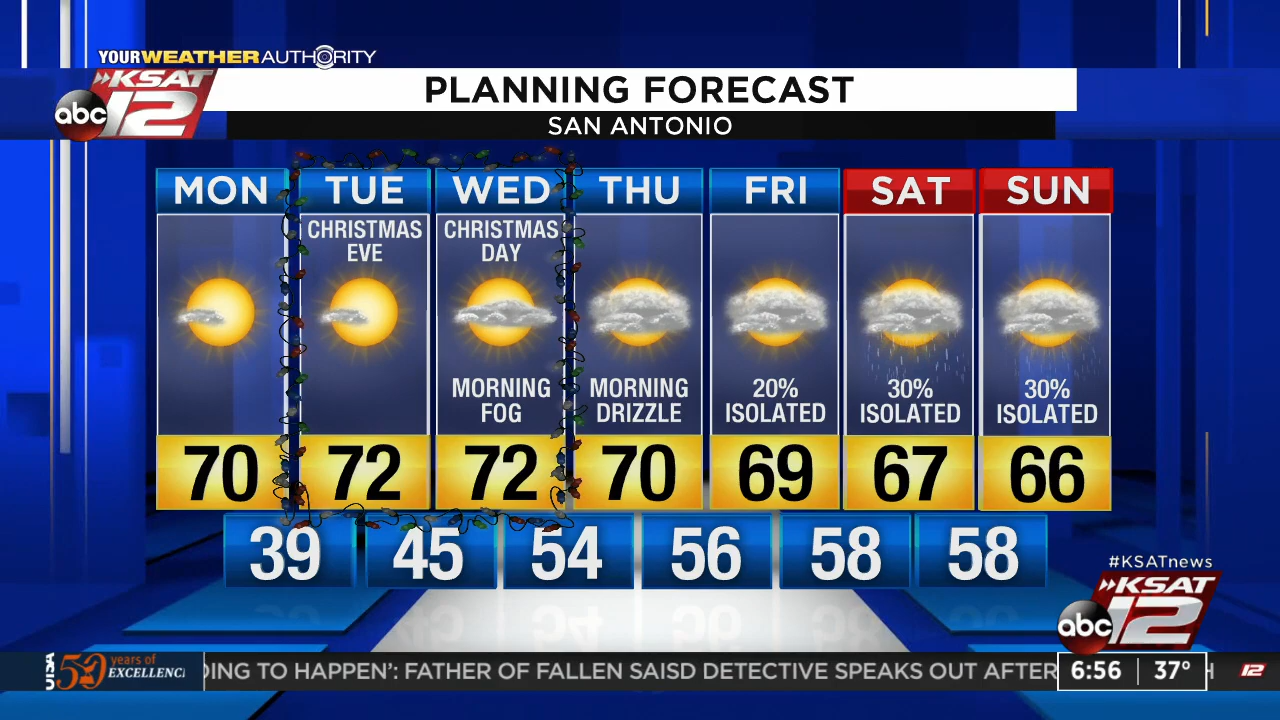 YOURWEATHERAUTHORITY
KSAT
abc 12
PLANNING FORECAST
SAN ANTONIO
MON TUE WED THU FRI SAT SUN
CHRISTMAS EVE
CHRISTMAS DAY
MORNING FOG
MORNING DRIZZLE
20% ISOLATED
30% ISOLATED
30% ISOLATED
70 72 72 70 69 67 66
39 45 54 56 58 58
#KSATnews
KSAT
abc 12
50 years of
EXCELLENC
OING TO HAPPEN': FATHER OF FALLEN SAISD DETECTIVE SPEAKS OUT AFTER
6:56 37° 12